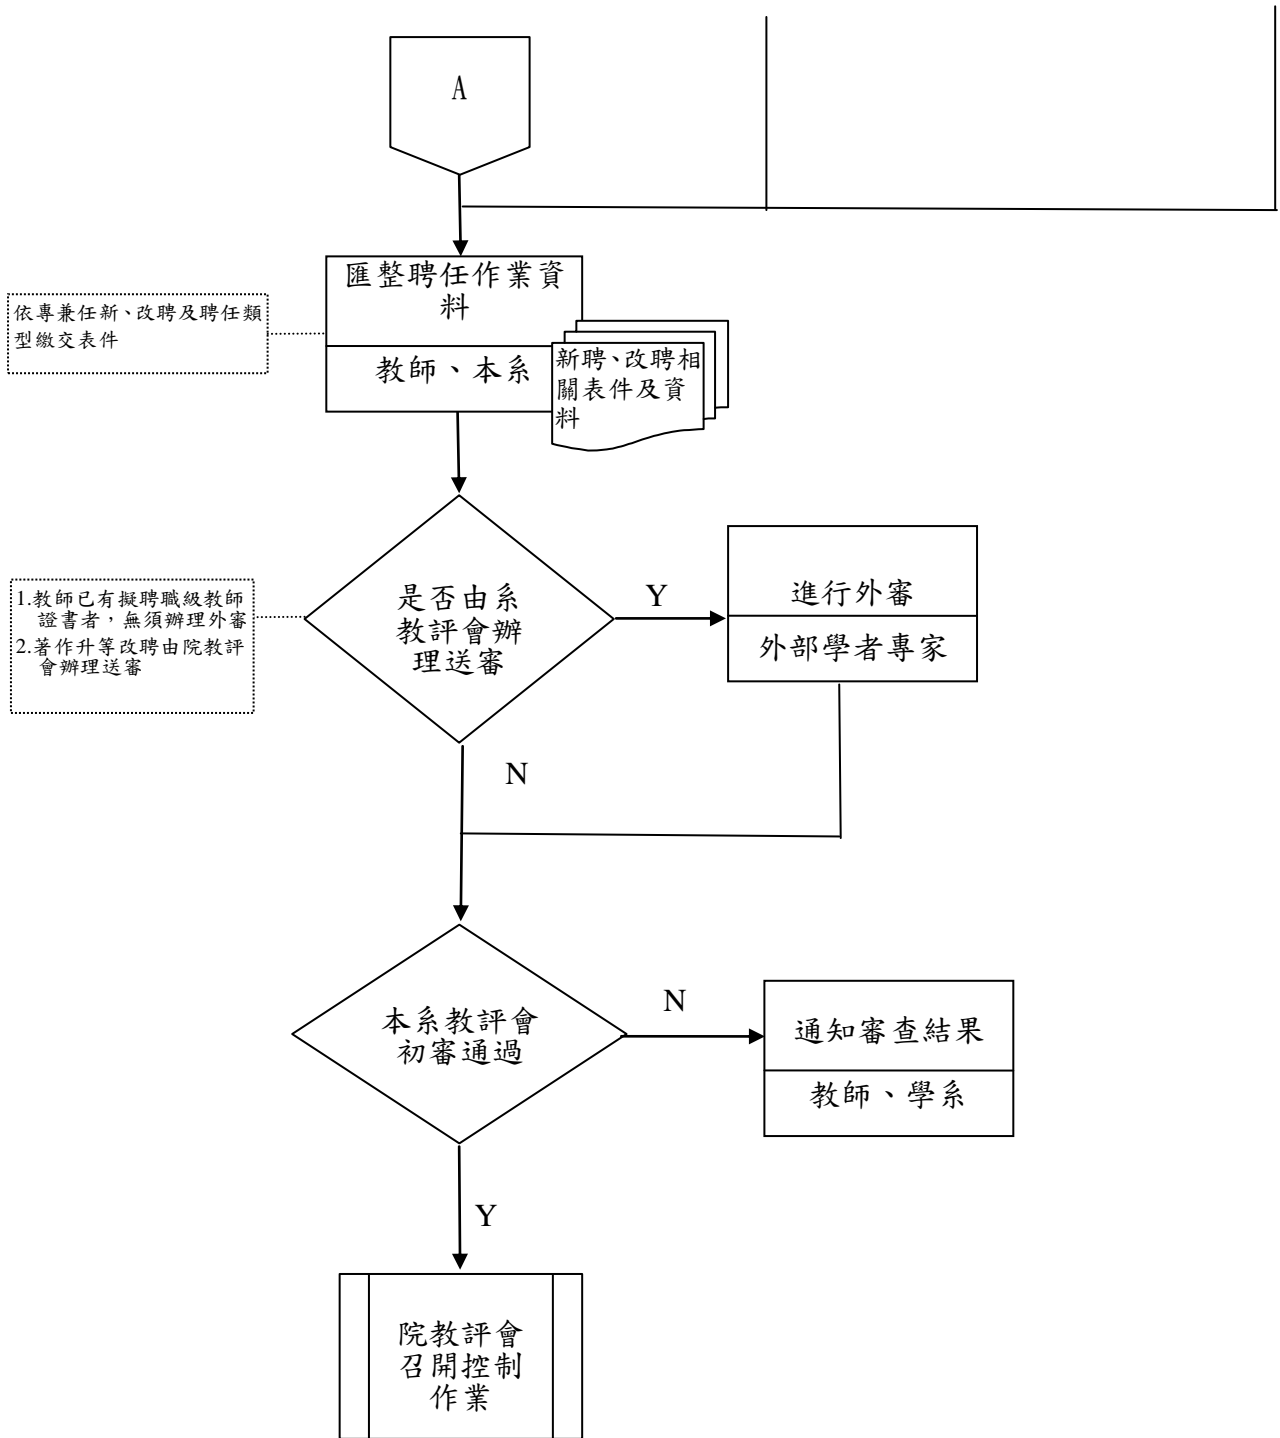 A
匯整聘任作業資
料
依專兼任新、改聘及聘任類
型繳交表件
教師、本系
新聘、改聘相
關表件及資
料
是否由系
教評會辦
理送審
Y
進行外審
外部學者專家
1.教師已有擬聘職級教師
證書者，無須辦理外審
2.著作升等改聘由院教評
會辦理送審
N
本系教評會
初審通過
N
通知審查結果
教師、學系
Y
院教評會
召開控制
作業